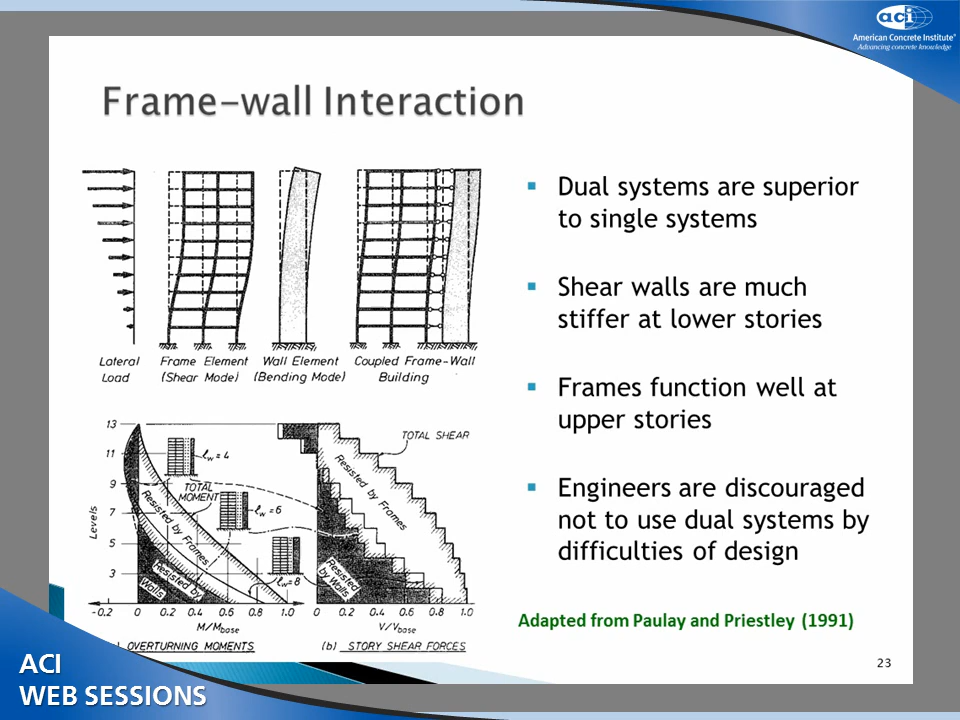 aci
American Concrete Institute®
Advancing concrete knowledge
Frame-wall Interaction
Lateral
Load
Frame Element
(Shear Mode)
Wall Element
(Bending Mode)
Coupled Frame-Wall
Building
Dual systems are superior
to single systems
Shear walls are much
stiffer at lower stories
Frames function well at
upper stories
Engineers are discouraged
not to use dual systems by
difficulties of design
13
11
9
7
5
3
Levels
ℓw = 4
TOTAL
MOMENT
ℓw = 6
ℓw = 8
Resisted by Frames
Resisted by
Walls
-0.2 0 0.2 0.4 0.6 0.8 1.0
M/Mbase
OVERTURNING MOMENTS
TOTAL SHEAR
Resisted by Frames
Resisted
by Walls
0 0.2 0.4 0.6 0.8 1.0
V/Vbase
(b) STORY SHEAR FORCES
Adapted from Paulay and Priestley (1991)
23
ACI
WEB SESSIONS